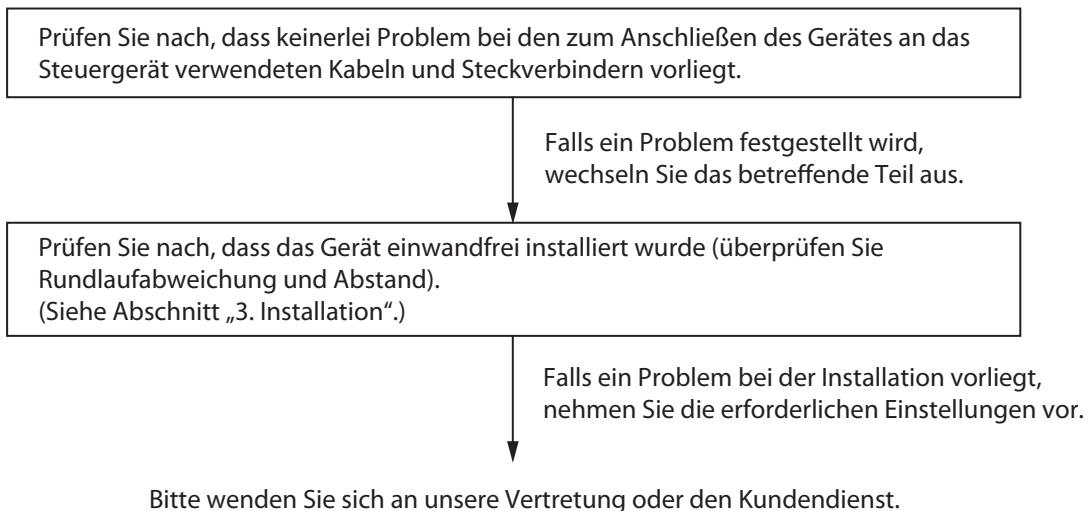 Prüfen Sie nach, dass keinerlei Problem bei den zum Anschließen des Gerätes an das
Steuergerät verwendeten Kabeln und Steckverbindern vorliegt.
Falls ein Problem festgestellt wird,
wechseln Sie das betreffende Teil aus.
Prüfen Sie nach, dass das Gerät einwandfrei installiert wurde (überprüfen Sie
Rundlaufabweichung und Abstand).
(Siehe Abschnitt „3. Installation“.)
Falls ein Problem bei der Installation vorliegt,
nehmen Sie die erforderlichen Einstellungen vor.
Bitte wenden Sie sich an unsere Vertretung oder den Kundendienst.